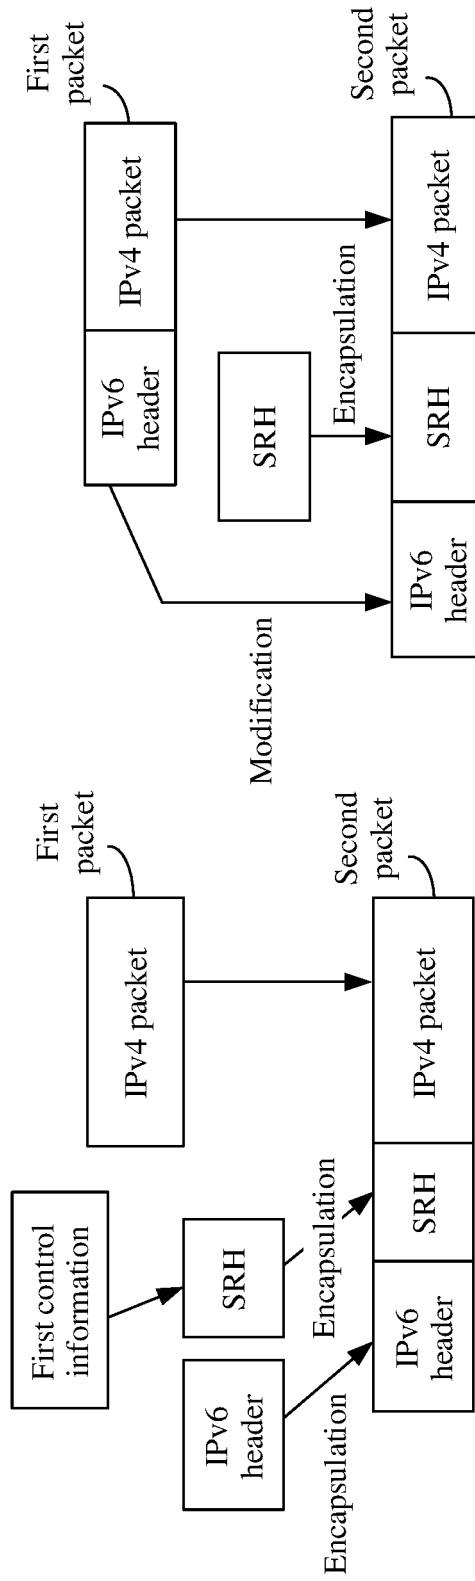 First control
information
First
packet
IPv4 packet
IPv6
header
SRH
Encapsulation
Encapsulation
Second
packet
IPv6
header
SRH
IPv4 packet
First
packet
IPv6
header
IPv4 packet
SRH
Modification
Encapsulation
Second
packet
IPv6
header
SRH
IPv4 packet